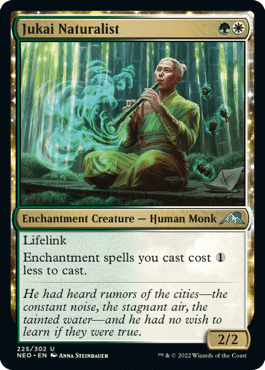 Jukai Naturalist
Enchantment Creature — Human Monk
Lifelink
Enchantment spells you cast cost 1
less to cast.
He had heard rumors of the cities—the
constant noise, the stagnant air, the
tainted water—and he had no wish to
learn if they were true.
2/2
225/302 U
NEO • EN Anna Steinbauer
™ & © 2022 Wizards of the Coast